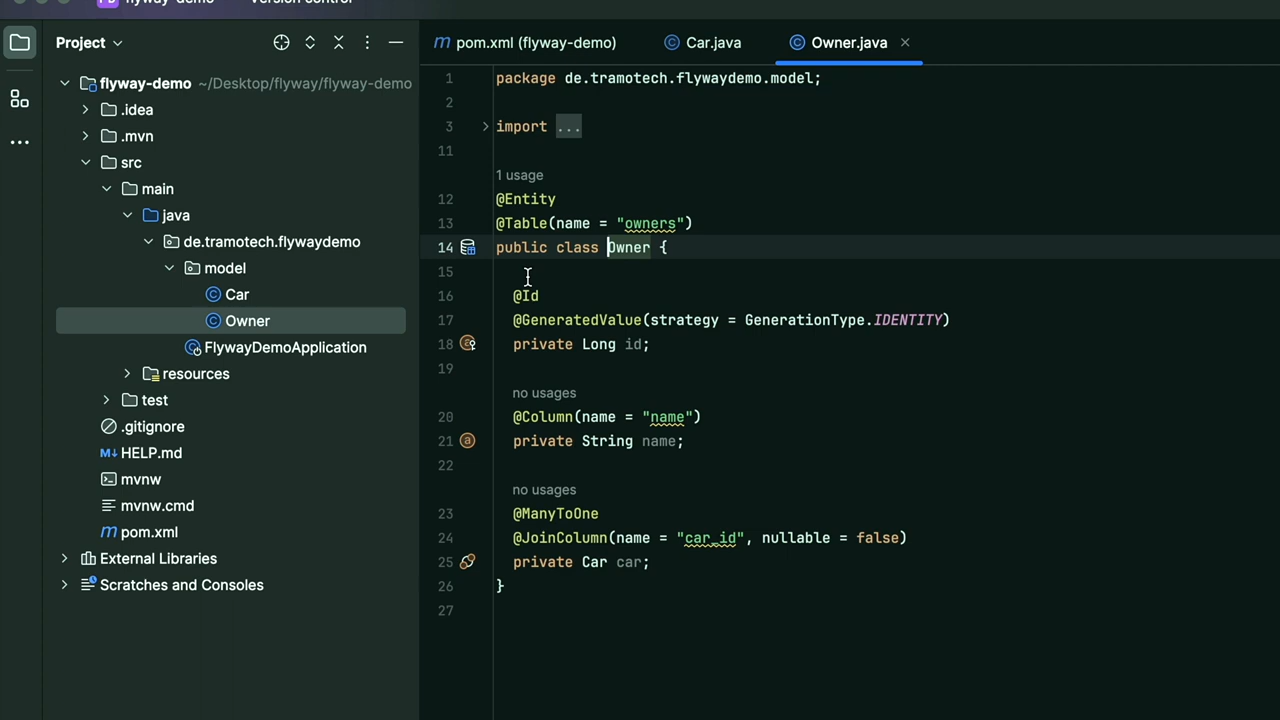 flyway-demo
Version control
Project
pom.xml (flyway-demo)
Car.java
Owner.java
flyway-demo ~/Desktop/flyway/flyway-demo
.idea
.mvn
src
main
java
de.tramotech.flywaydemo
model
Car
Owner
FlywayDemoApplication
resources
test
.gitignore
M↓ HELP.md
mvnw
mvnw.cmd
m pom.xml
External Libraries
Scratches and Consoles
1 package de.tramotech.flywaydemo.model;
2
3 import ...
11
1 usage
12 @Entity
13 @Table(name = "owners")
14 public class Owner {
15
16 @Id
17 @GeneratedValue(strategy = GenerationType.IDENTITY)
18 private Long id;
19
no usages
20 @Column(name = "name")
21 private String name;
22
no usages
23 @ManyToOne
24 @JoinColumn(name = "car_id", nullable = false)
25 private Car car;
26 }
27